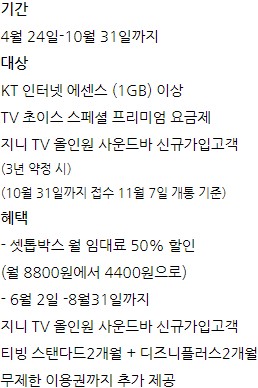 기간
4월 24일-10월 31일까지
대상
KT 인터넷 에센스 (1GB) 이상
TV 초이스 스페셜 프리미엄 요금제
지니 TV 올인원 사운드바 신규가입고객
(3년 약정 시)
(10월 31일까지 접수 11월 7일 개통 기준)
혜택
- 셋톱박스 월 임대료 50% 할인
(월 8800원에서 4400원으로)
- 6월 2일 -8월31일까지
지니 TV 올인원 사운드바 신규가입고객
티빙 스탠다드2개월 + 디즈니플러스2개월
무제한 이용권까지 추가 제공